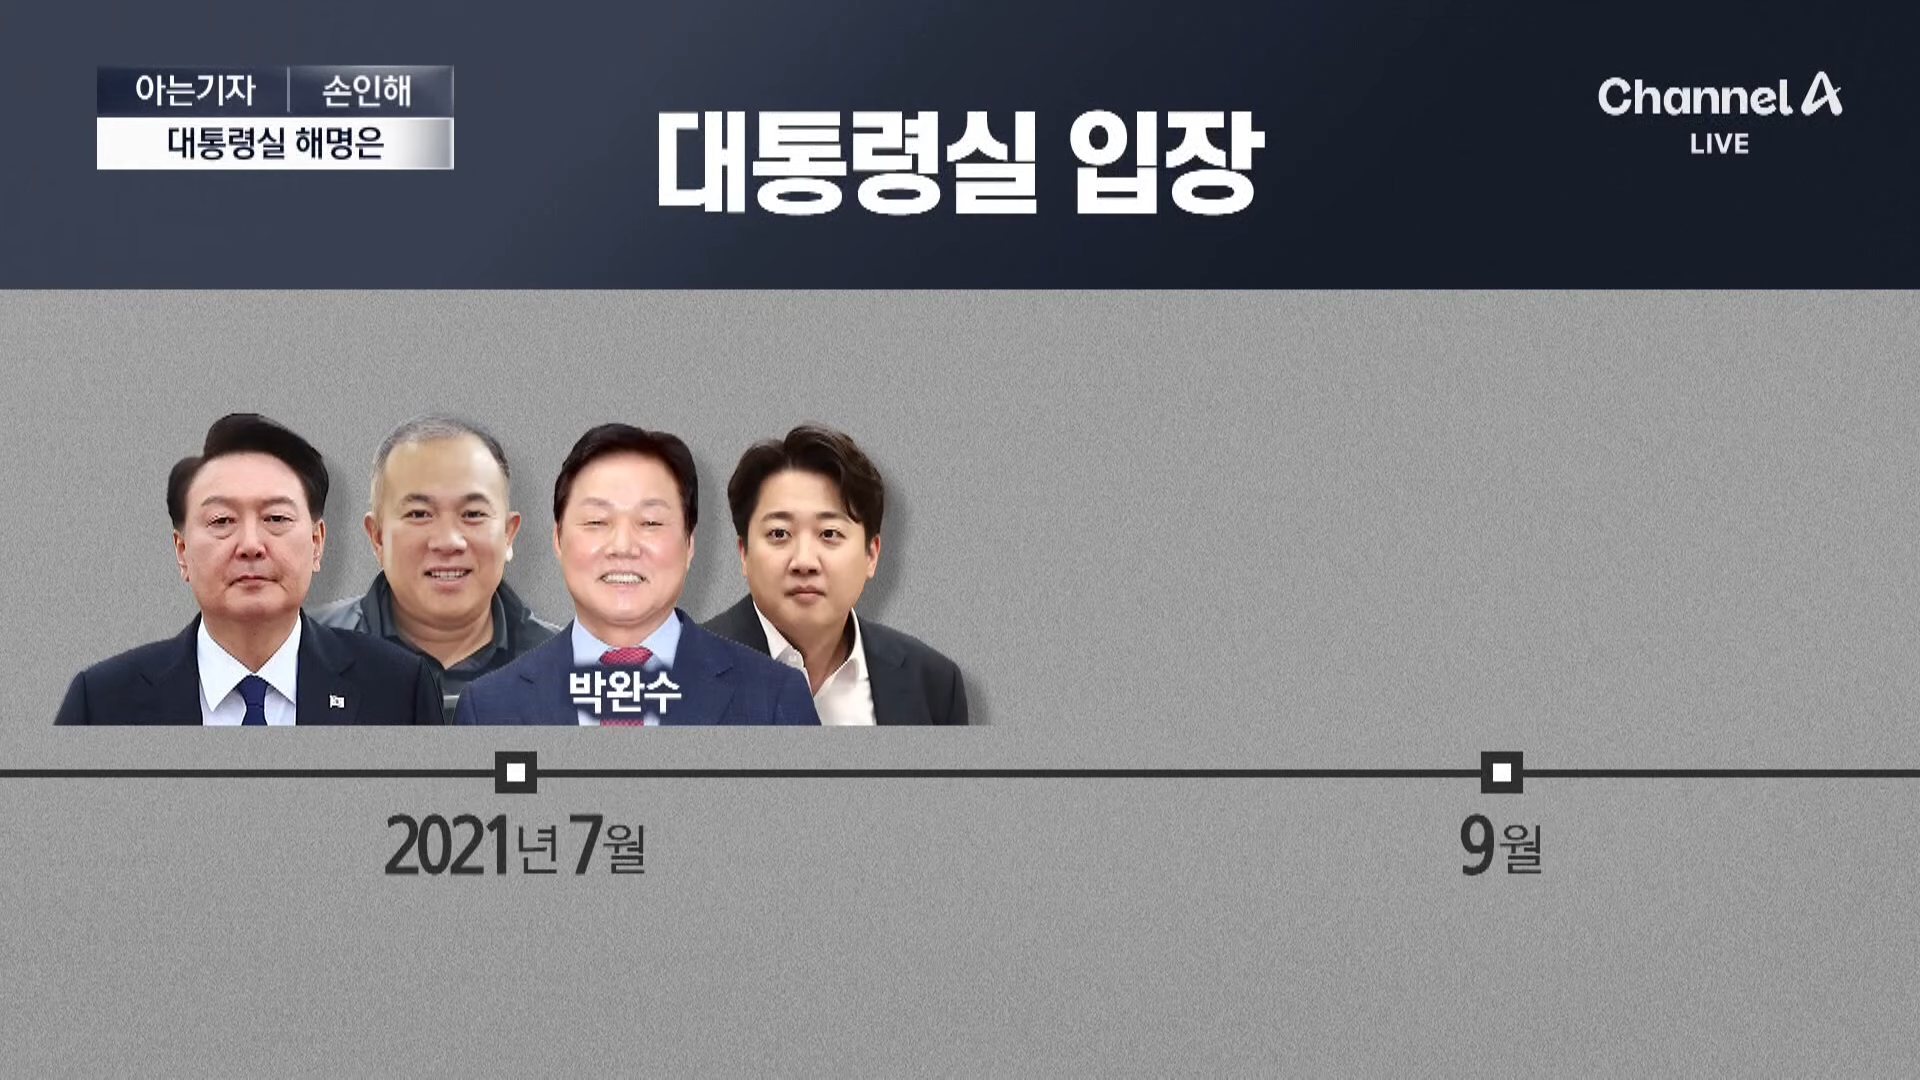 아는기자 손인해
대통령실 해명은
대통령실 입장
Channel A
LIVE
박완수
2021년 7월
9월